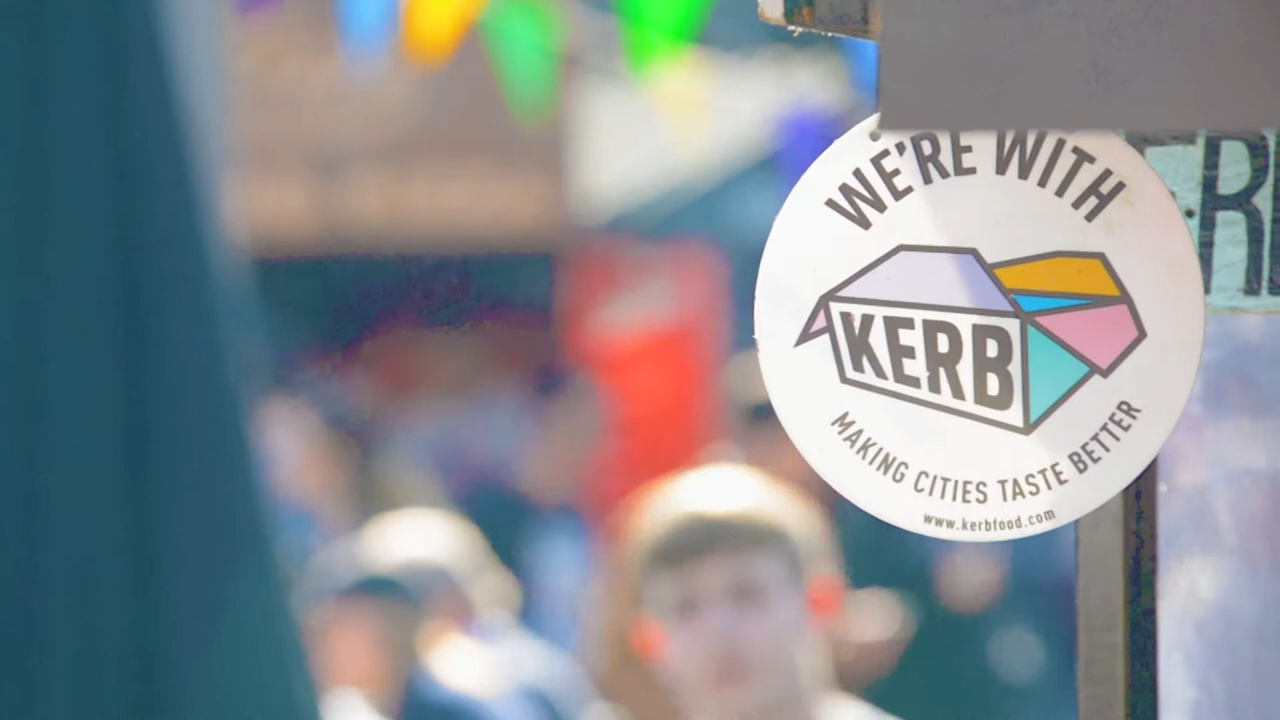 WE'RE WITH
KERB
MAKING CITIES TASTE BETTER
www.kerbfood.com